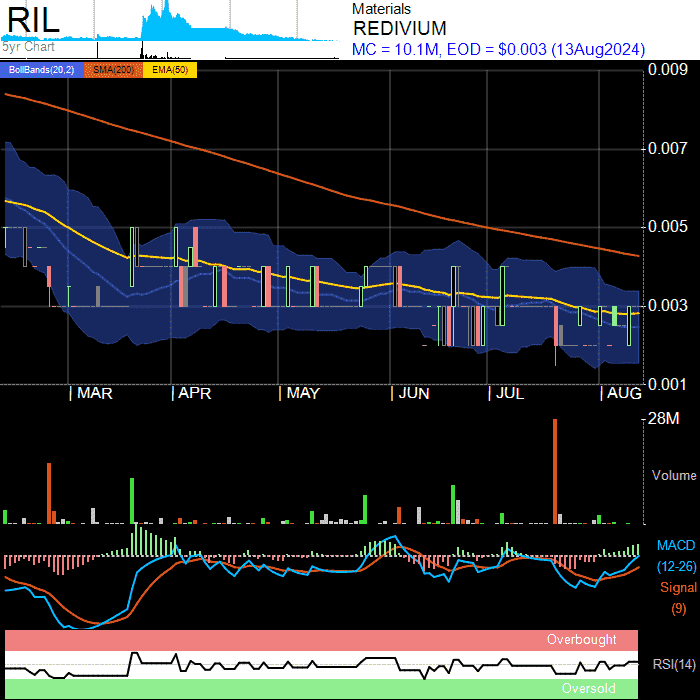 RIL
5yr Chart
Materials
REDIVIUM
MC = 10.1M, EOD = $0.003 (13Aug2024)
BollBands(20,2) SMA(200) EMA(50)
0.009
0.007
0.005
0.003
0.001
| MAR | APR | MAY | JUN | JUL | AUG
28M
Volume
MACD
(12-26)
Signal
(9)
Overbought
RSI(14)
Oversold